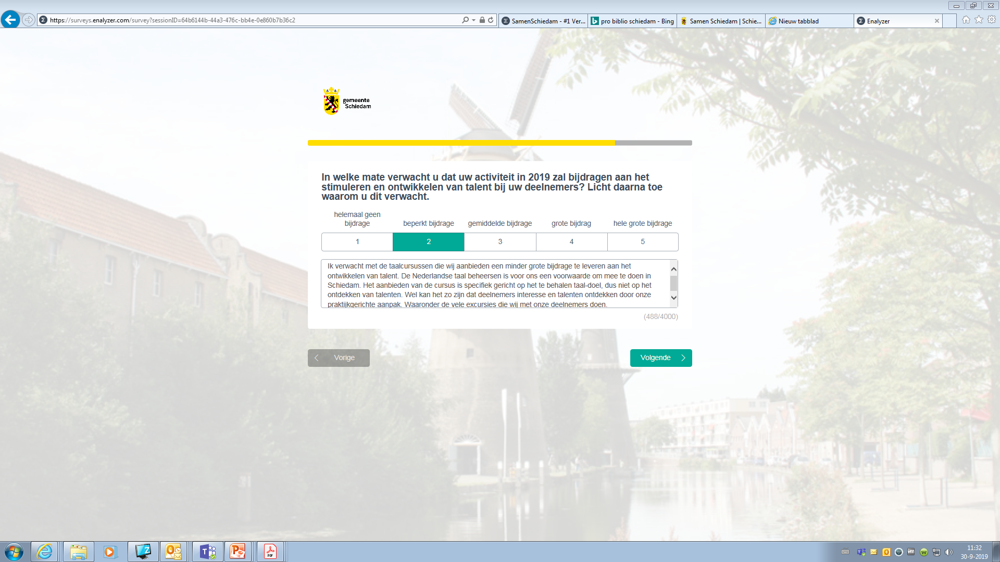 https://surveys.enalyzer.com/survey?sessionID=64b6144b-44a3-476c-bb4e-0e860b7b36c2
SamenSchiedam - #1 Ver...
pro biblio schiedam - Bing
Samen Schiedam | Schie...
Nieuw tabblad
Enalyzer
gemeente
Schiedam
In welke mate verwacht u dat uw activiteit in 2019 zal bijdragen aan het
stimuleren en ontwikkelen van talent bij uw deelnemers? Licht daarna toe
waarom u dit verwacht.
helemaal geen
bijdrage
beperkt bijdrage
gemiddelde bijdrage
grote bijdrag
hele grote bijdrage
1 2 3 4 5
Ik verwacht met de taalcursussen die wij aanbieden een minder grote bijdrage te leveren aan het
ontwikkelen van talent. De Nederlandse taal beheersen is voor ons een voorwaarde om mee te doen in
Schiedam. Het aanbieden van de cursus is specifiek gericht op het te behalen taal-doel, dus niet op het
ontdekken van talenten. Wel kan het zo zijn dat deelnemers interesse en talenten ontdekken door onze
praktijkgerichte aanpak. Waaronder de vele excursies die wij met onze deelnemers doen.
(488/4000)
Vorige
Volgende
PDF
11:32
30-9-2019